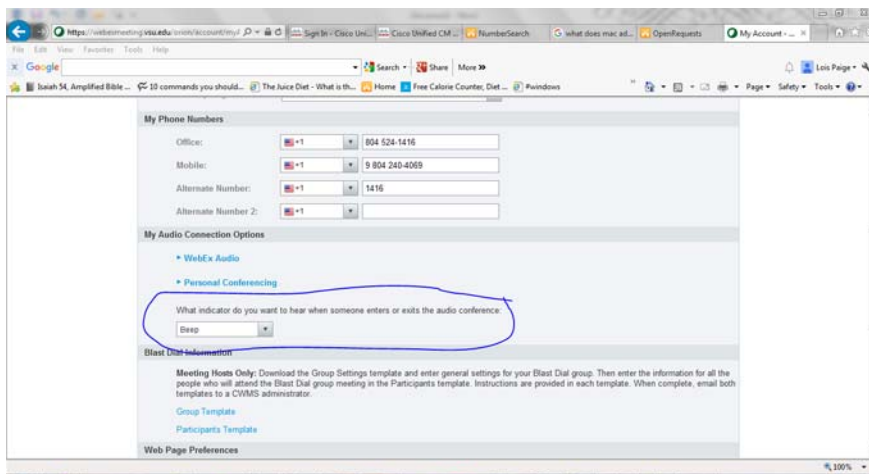 https://webexmeeting.vsu.edu/orion/account/my/
Sign In - Cisco Uni...
Cisco Unified CM ...
NumberSearch
what does mac ad...
OpenRequests
My Account - ...
File Edit View Favorites Tools Help
x Google
Search
Share
More »
Lois Paige
Isaiah 54, Amplified Bible ...
10 commands you should...
The Juice Diet - What is th...
Home
Free Calorie Counter, Diet ...
Pwindows
Page
Safety
Tools
My Phone Numbers
Office: +1 804 524-1416
Mobile: +1 9 804 240-4069
Alternate Number: +1 1416
Alternate Number 2: +1
My Audio Connection Options
WebEx Audio
Personal Conferencing
What indicator do you want to hear when someone enters or exits the audio conference:
Beep
Blast Dial Information
Meeting Hosts Only: Download the Group Settings template and enter general settings for your Blast Dial group. Then enter the information for all the
people who will attend the Blast Dial group meeting in the Participants template. Instructions are provided in each template. When complete, email both
templates to a CWMS administrator.
Group Template
Participants Template
Web Page Preferences
100%